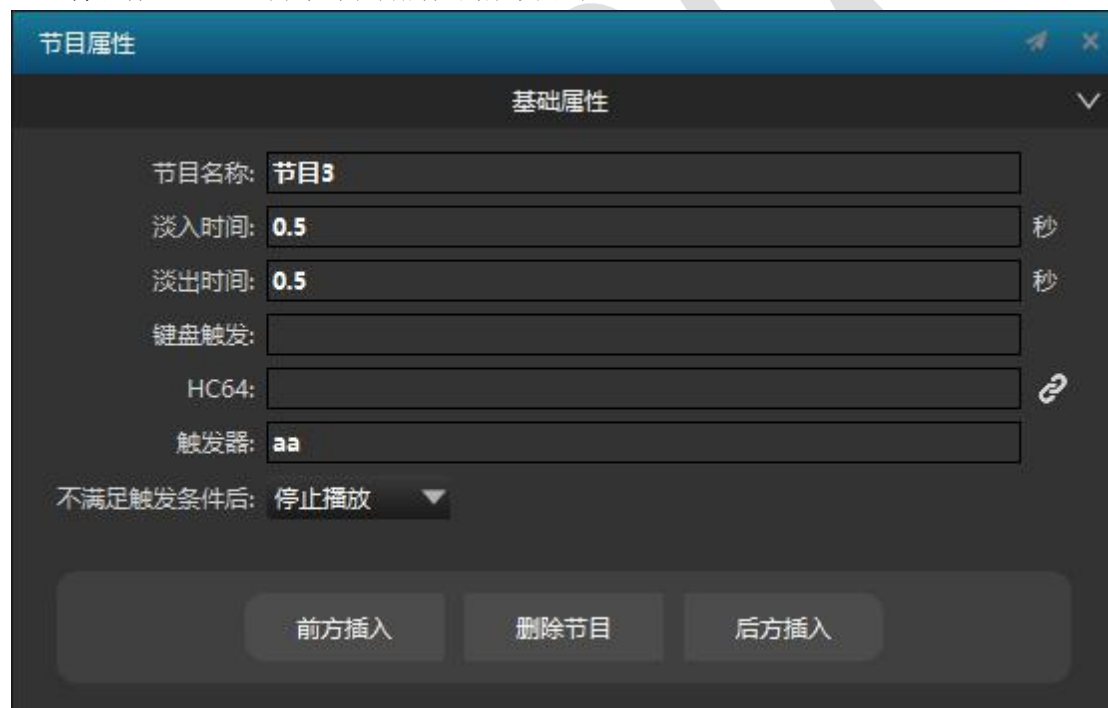 节目属性
基础属性
节目名称: 节目3
淡入时间: 0.5 秒
淡出时间: 0.5 秒
键盘触发:
HC64:
触发器: aa
不满足触发条件后: 停止播放
前方插入 删除节目 后方插入